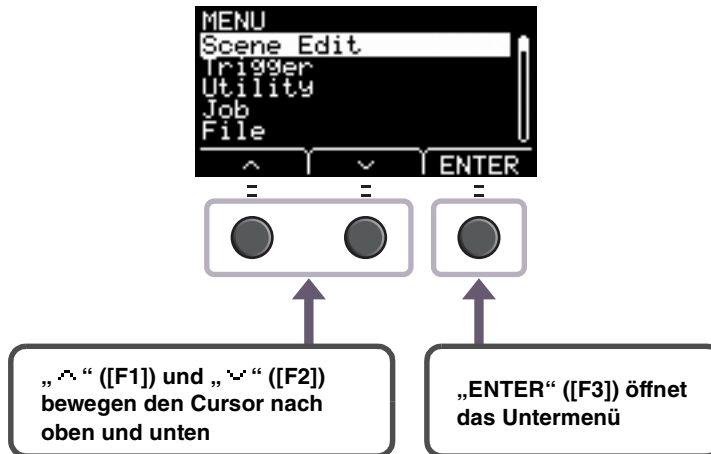 MENU
Scene Edit
Trigger
Utility
Job
File
^ ⌄ ENTER
„ ^ “ ([F1]) und „ ⌄ “ ([F2])
bewegen den Cursor nach
oben und unten
„ENTER“ ([F3]) öffnet
das Untermenü